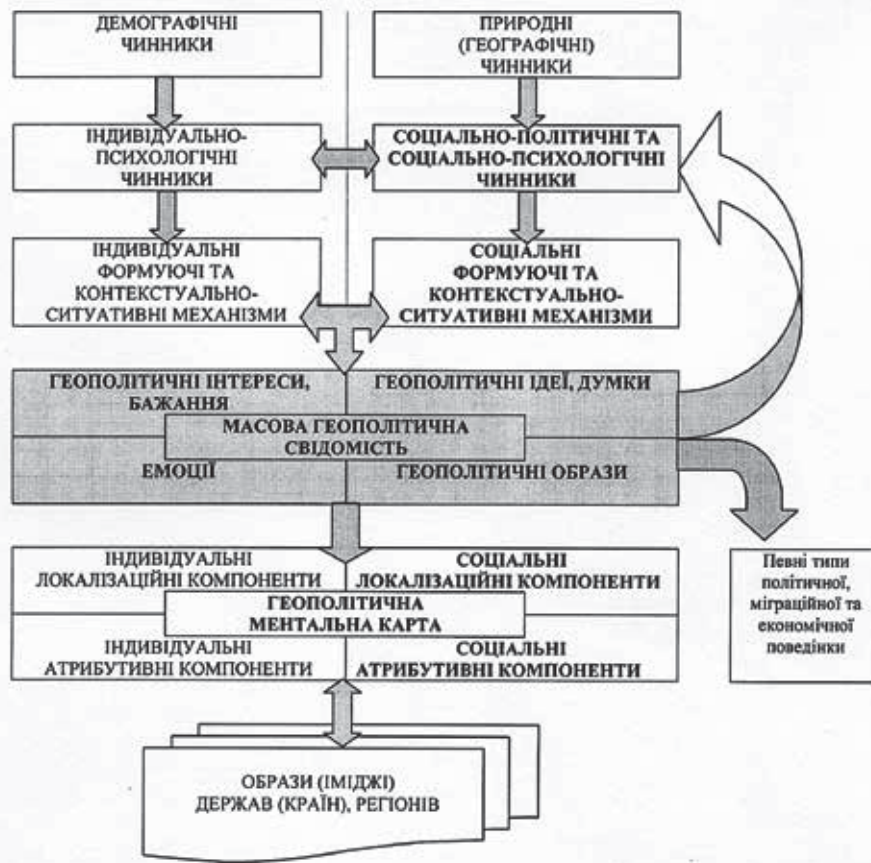 ДЕМОГРАФІЧНІ
ЧИННИКИ
ПРИРОДНІ
(ГЕОГРАФІЧНІ)
ЧИННИКИ
ІНДИВІДУАЛЬНО-
ПСИХОЛОГІЧНІ
ЧИННИКИ
СОЦІАЛЬНО-ПОЛІТИЧНІ ТА
СОЦІАЛЬНО-ПСИХОЛОГІЧНІ
ЧИННИКИ
ІНДИВІДУАЛЬНІ
ФОРМУЮЧІ ТА
КОНТЕКСТУАЛЬНО-
СИТУАТИВНІ МЕХАНІЗМИ
СОЦІАЛЬНІ
ФОРМУЮЧІ ТА
КОНТЕКСТУАЛЬНО-
СИТУАТИВНІ МЕХАНІЗМИ
ГЕОПОЛІТИЧНІ ІНТЕРЕСИ,
БАЖАННЯ
ГЕОПОЛІТИЧНІ ІДЕЇ, ДУМКИ
МАСОВА ГЕОПОЛІТИЧНА
СВІДОМІСТЬ
ЕМОЦІЇ
ГЕОПОЛІТИЧНІ ОБРАЗИ
ІНДИВІДУАЛЬНІ
ЛОКАЛІЗАЦІЙНІ КОМПОНЕНТИ
СОЦІАЛЬНІ
ЛОКАЛІЗАЦІЙНІ КОМПОНЕНТИ
ГЕОПОЛІТИЧНА
МЕНТАЛЬНА КАРТА
ІНДИВІДУАЛЬНІ
АТРИБУТИВНІ КОМПОНЕНТИ
СОЦІАЛЬНІ
АТРИБУТИВНІ КОМПОНЕНТИ
Певні типи
політичної,
міграційної та
економічної
поведінки
ОБРАЗИ (ІМІДЖІ)
ДЕРЖАВ (КРАЇН), РЕГІОНІВ